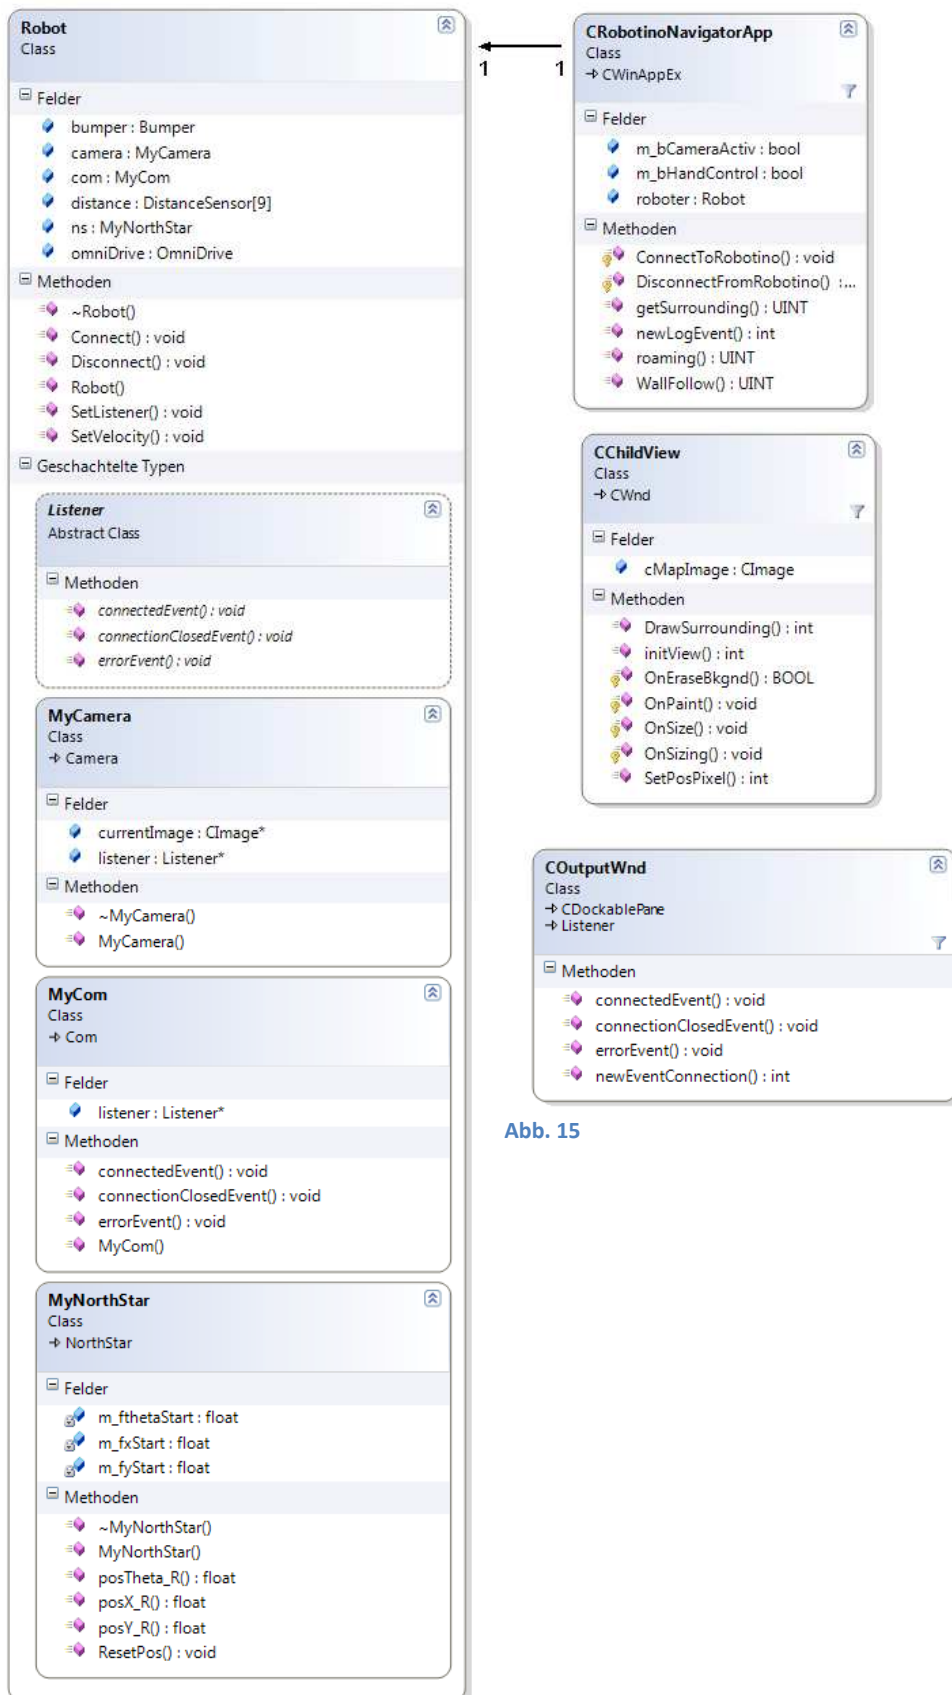 Robot
Class
Felder
bumper : Bumper
camera : MyCamera
com : MyCom
distance : DistanceSensor[9]
ns : MyNorthStar
omniDrive : OmniDrive
Methoden
~Robot()
Connect() : void
Disconnect() : void
Robot()
SetListener() : void
SetVelocity() : void
Geschachtelte Typen
Listener
Abstract Class
Methoden
connectedEvent() : void
connectionClosedEvent() : void
errorEvent() : void
MyCamera
Class
Camera
Felder
currentImage : CImage*
listener : Listener*
Methoden
~MyCamera()
MyCamera()
MyCom
Class
Com
Felder
listener : Listener*
Methoden
connectedEvent() : void
connectionClosedEvent() : void
errorEvent() : void
MyCom()
MyNorthStar
Class
NorthStar
Felder
m_fthetaStart : float
m_fxStart : float
m_fyStart : float
Methoden
~MyNorthStar()
MyNorthStar()
posTheta_R() : float
posX_R() : float
posY_R() : float
ResetPos() : void
1 1
CRobotinoNavigatorApp
Class
CWinAppEx
Felder
m_bCameraActiv : bool
m_bHandControl : bool
roboter : Robot
Methoden
ConnectToRobotino() : void
DisconnectFromRobotino() :...
getSurrounding() : UINT
newLogEvent() : int
roaming() : UINT
WallFollow() : UINT
CChildView
Class
CWnd
Felder
cMapImage : CImage
Methoden
DrawSurrounding() : int
initView() : int
OnEraseBkgnd() : BOOL
OnPaint() : void
OnSize() : void
OnSizing() : void
SetPosPixel() : int
COutputWnd
Class
CDockablePane
Listener
Methoden
connectedEvent() : void
connectionClosedEvent() : void
errorEvent() : void
newEventConnection() : int
Abb. 15